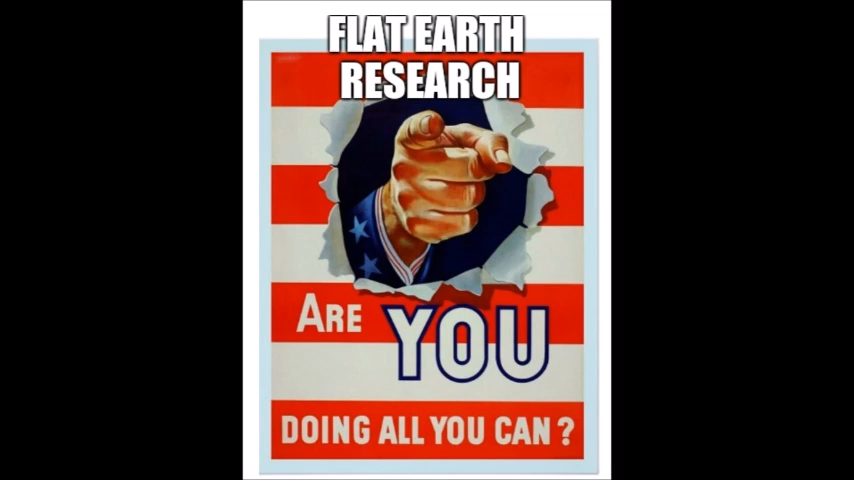 FLAT EARTH
RESEARCH
ARE YOU
DOING ALL YOU CAN?